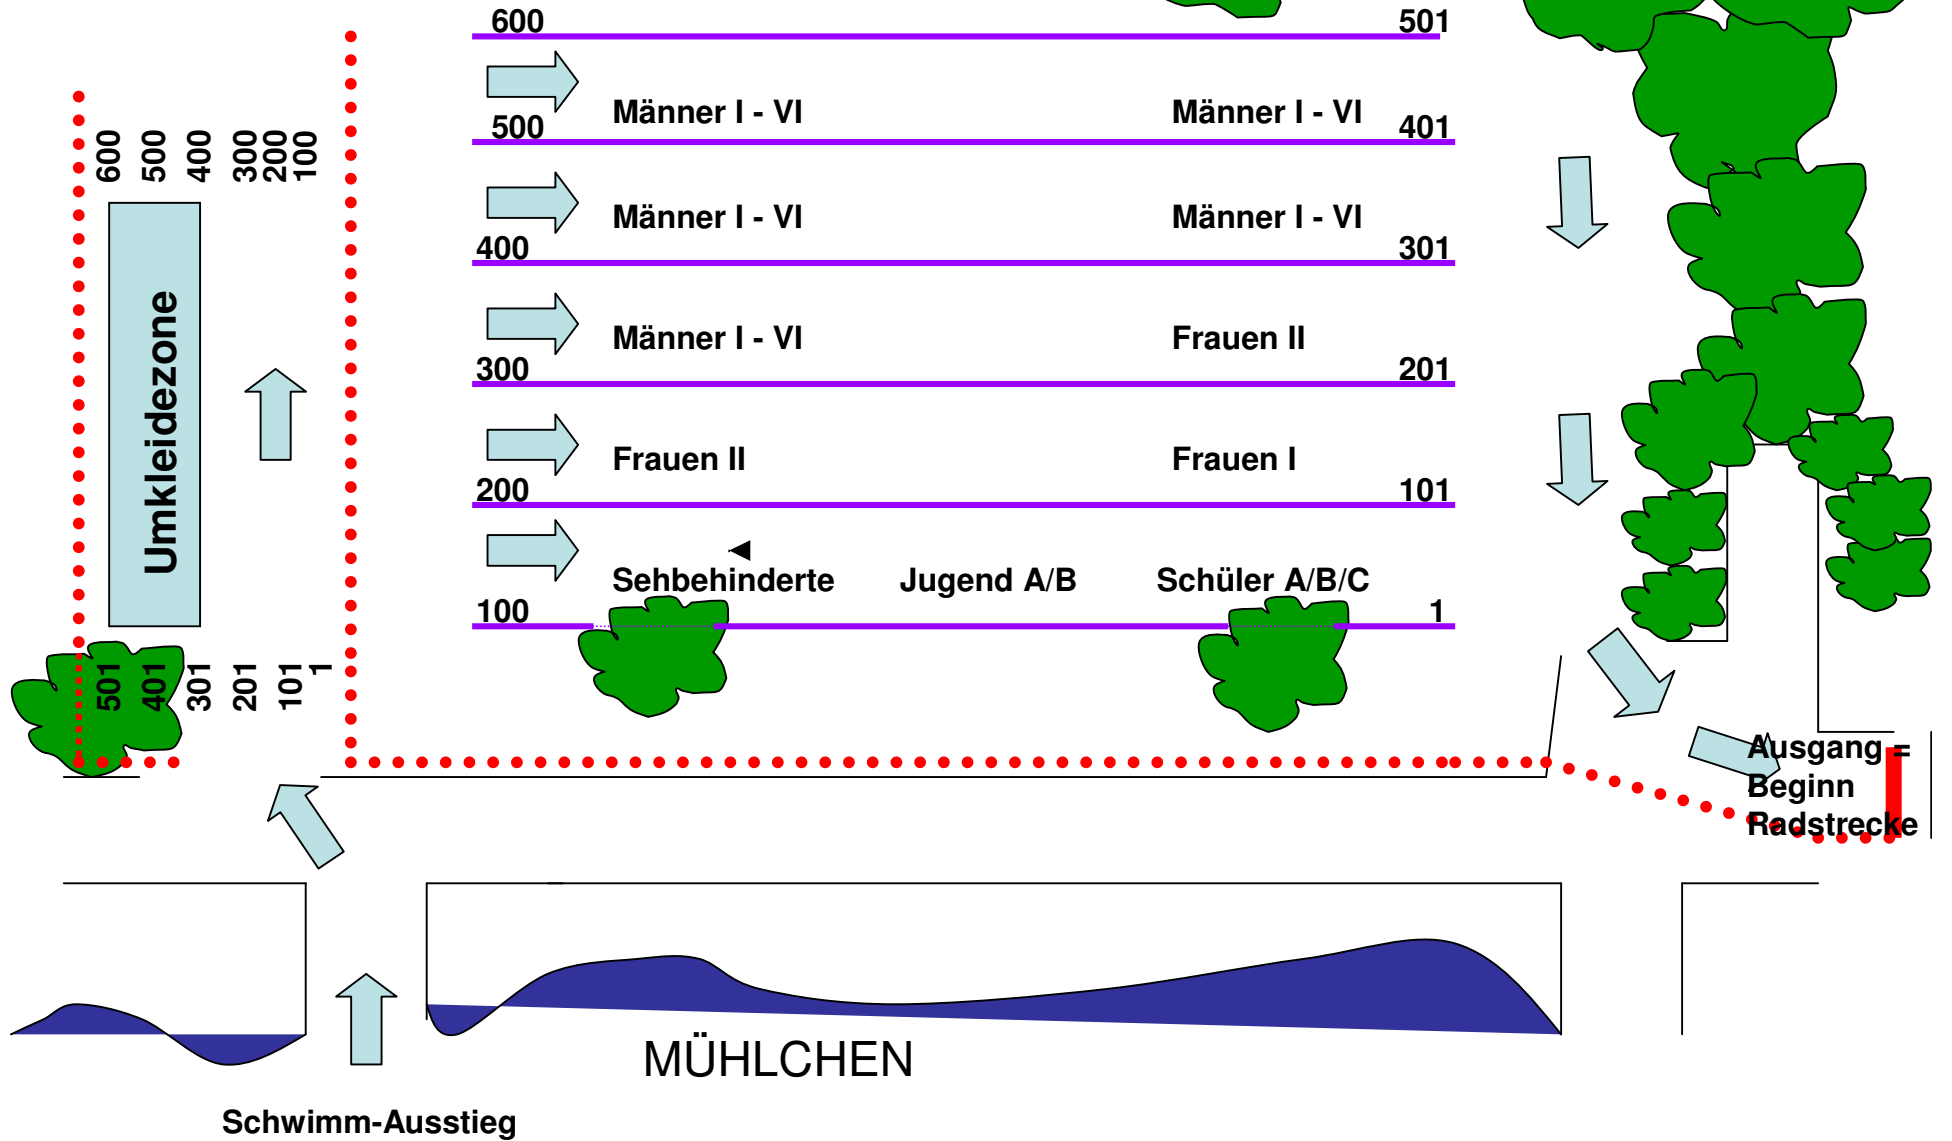 600 501
Männer I - VI Männer I - VI
500 401
Männer I - VI Männer I - VI
400 301
Männer I - VI Frauen II
300 201
Frauen II Frauen I
200 101
Sehbehinderte Jugend A/B Schüler A/B/C
100 1
600
500
400
300
200
100
Umkleidezone
501
401
301
201
101
1
Ausgang =
Beginn
Radstrecke
MÜHLCHEN
Schwimm-Ausstieg